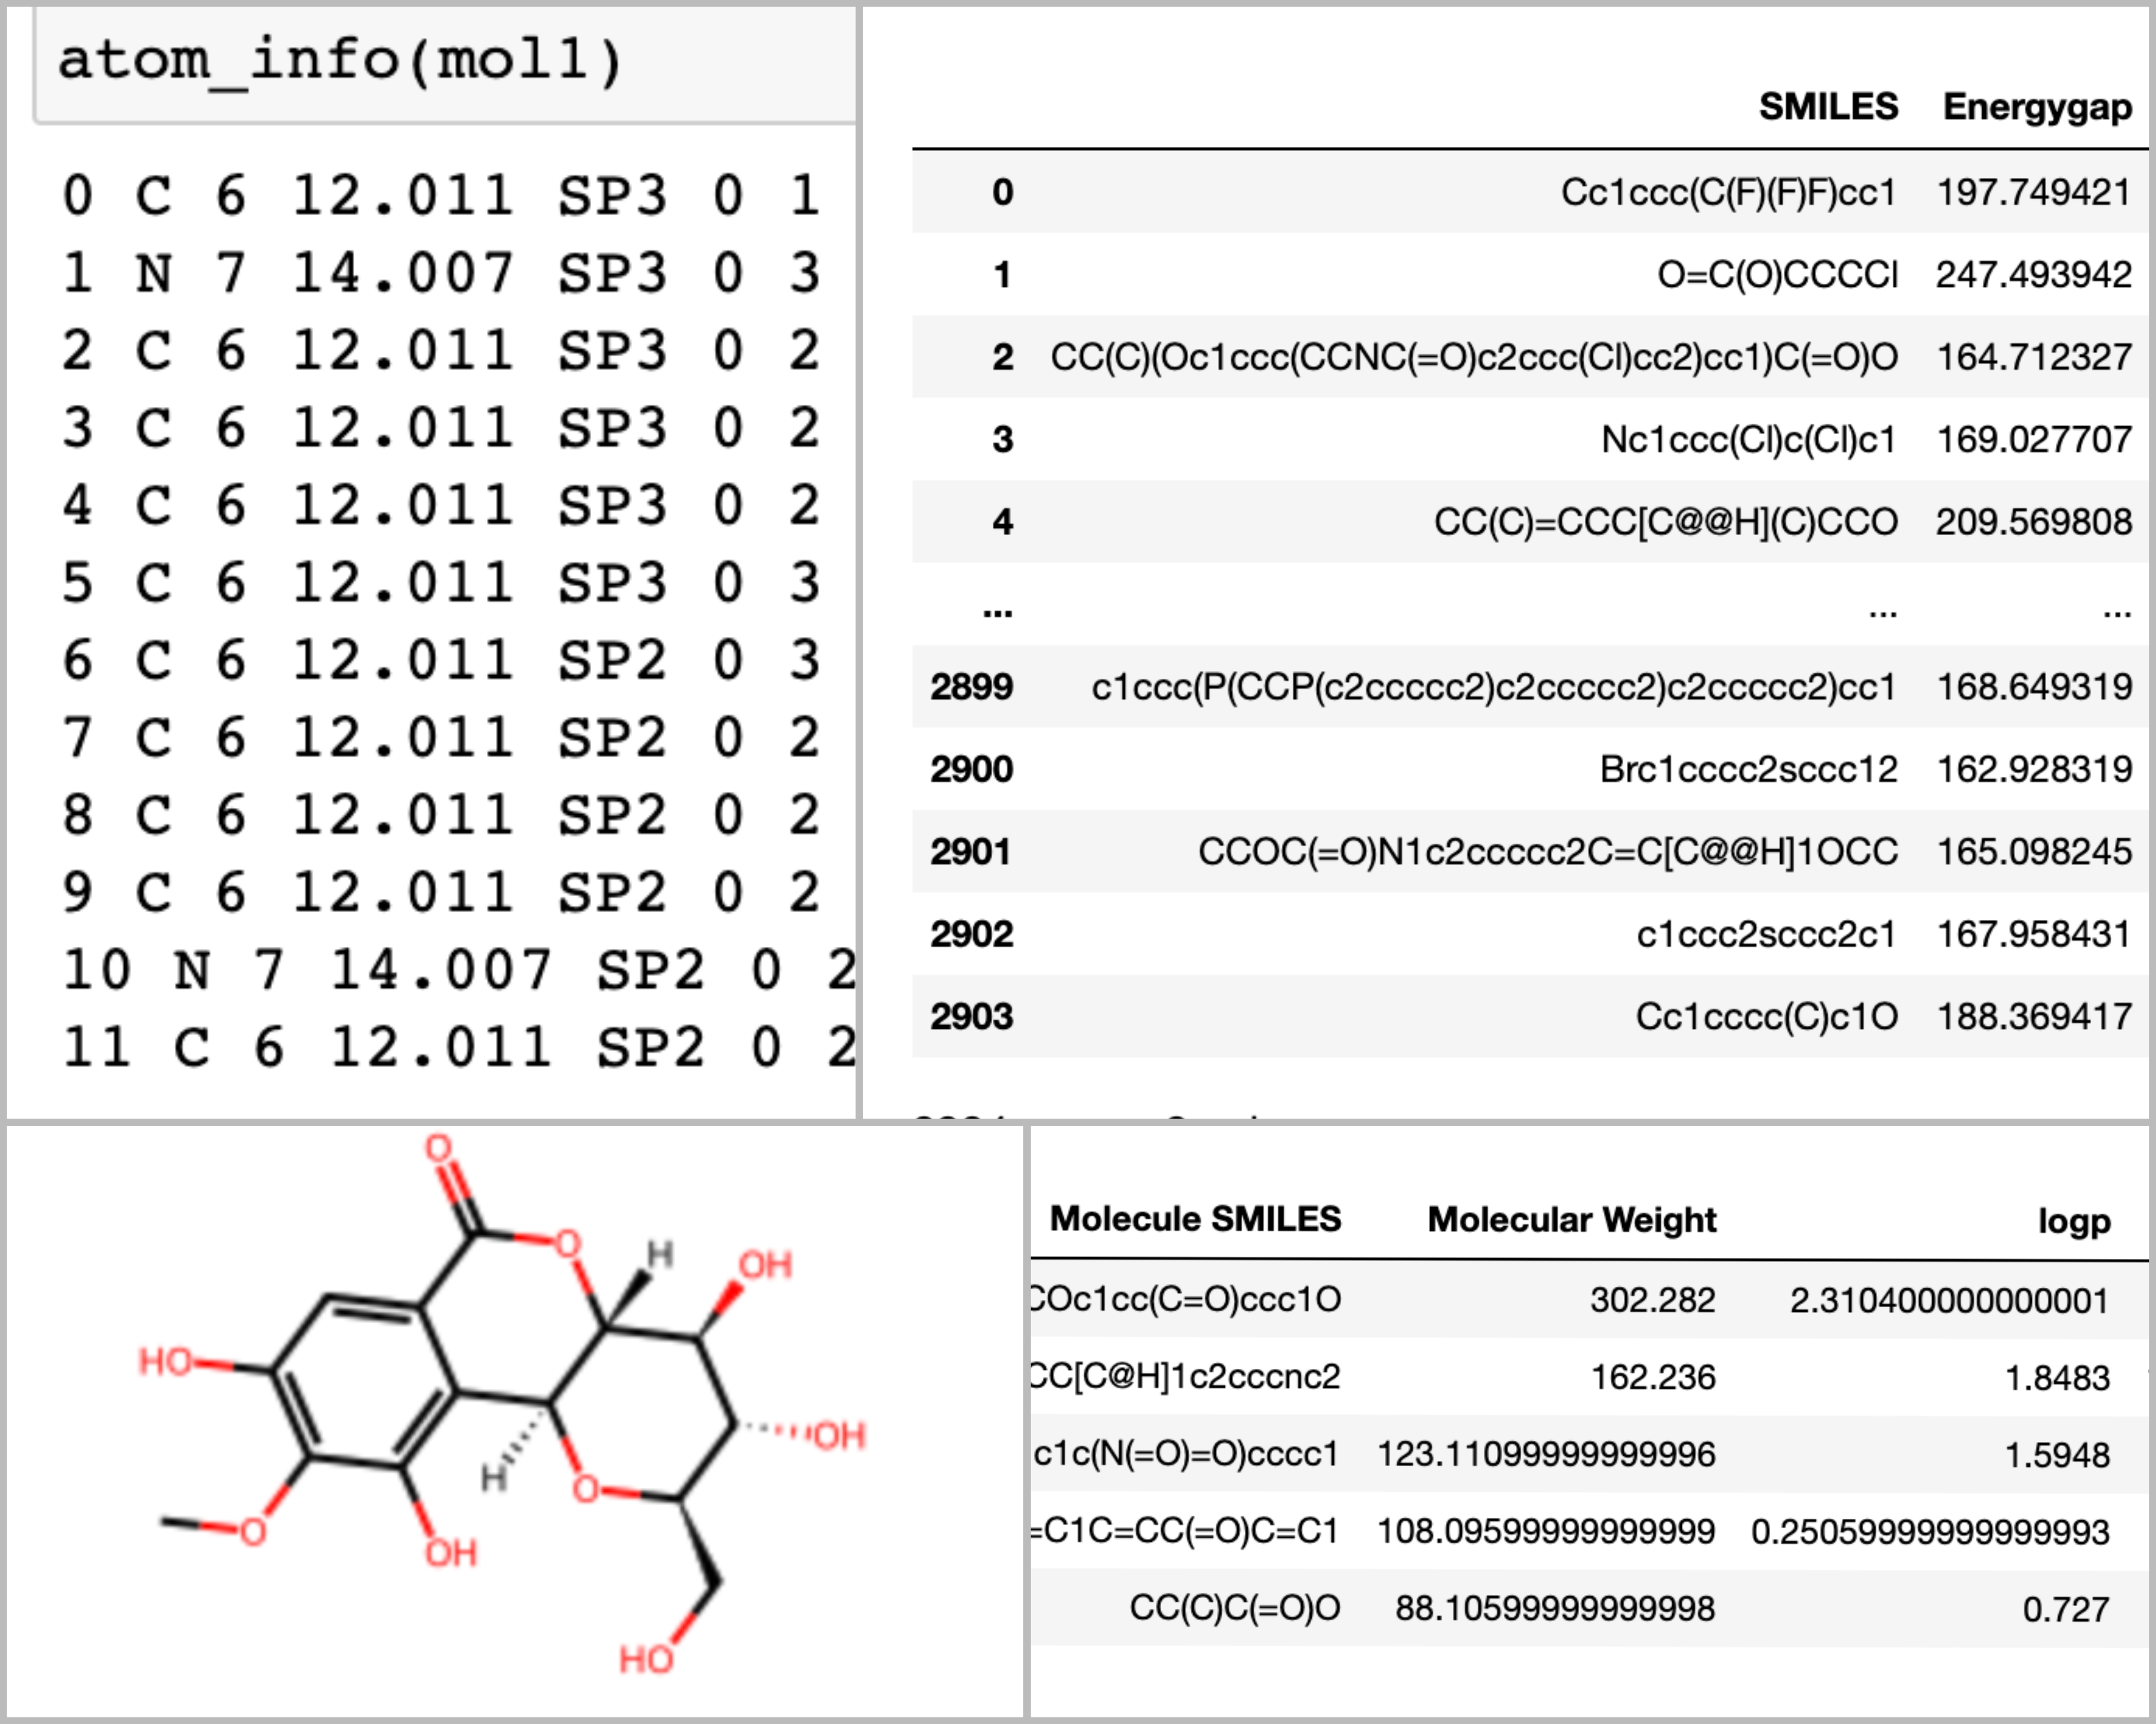 atom_info(mol1)
0 C 6 12.011 SP3 0 1
1 N 7 14.007 SP3 0 3
2 C 6 12.011 SP3 0 2
3 C 6 12.011 SP3 0 2
4 C 6 12.011 SP3 0 2
5 C 6 12.011 SP3 0 3
6 C 6 12.011 SP2 0 3
7 C 6 12.011 SP2 0 2
8 C 6 12.011 SP2 0 2
9 C 6 12.011 SP2 0 2
10 N 7 14.007 SP2 0 2
11 C 6 12.011 SP2 0 2
SMILES Energygap
0 Cc1ccc(C(F)(F)F)cc1 197.749421
1 O=C(O)CCCCl 247.493942
2 CC(C)(Oc1ccc(CCNC(=O)c2ccc(Cl)cc2)cc1)C(=O)O 164.712327
3 Nc1ccc(Cl)c(Cl)c1 169.027707
4 CC(C)=CCC[C@@H](C)CCO 209.569808
... ... ...
2899 c1ccc(P(CCP(c2ccccc2)c2ccccc2)c2ccccc2)cc1 168.649319
2900 Brc1cccc2sccc12 162.928319
2901 CCOC(=O)N1c2ccccc2C=C[C@@H]1OCC 165.098245
2902 c1ccc2sccc2c1 167.958431
2903 Cc1cccc(C)c1O 188.369417
O
O
H
OH
HO
OH
H
O
O
OH
HO
Molecule SMILES Molecular Weight logp
COc1cc(C=O)ccc1O 302.282 2.310400000000001
CC[C@H]1c2cccnc2 162.236 1.8483
c1c(N(=O)=O)cccc1 123.11099999999996 1.5948
=C1C=CC(=O)C=C1 108.09599999999999 0.25059999999999993
CC(C)C(=O)O 88.10599999999998 0.727